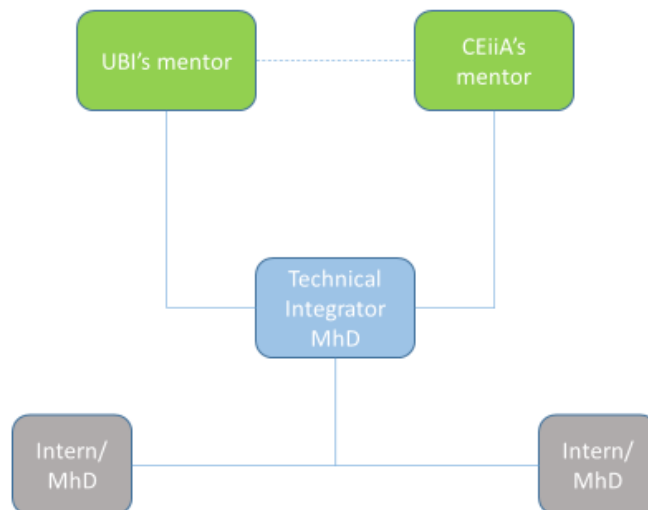 UBI’s mentor
CEiiA’s
mentor
Technical
Integrator
MhD
Intern/
MhD
Intern/
MhD